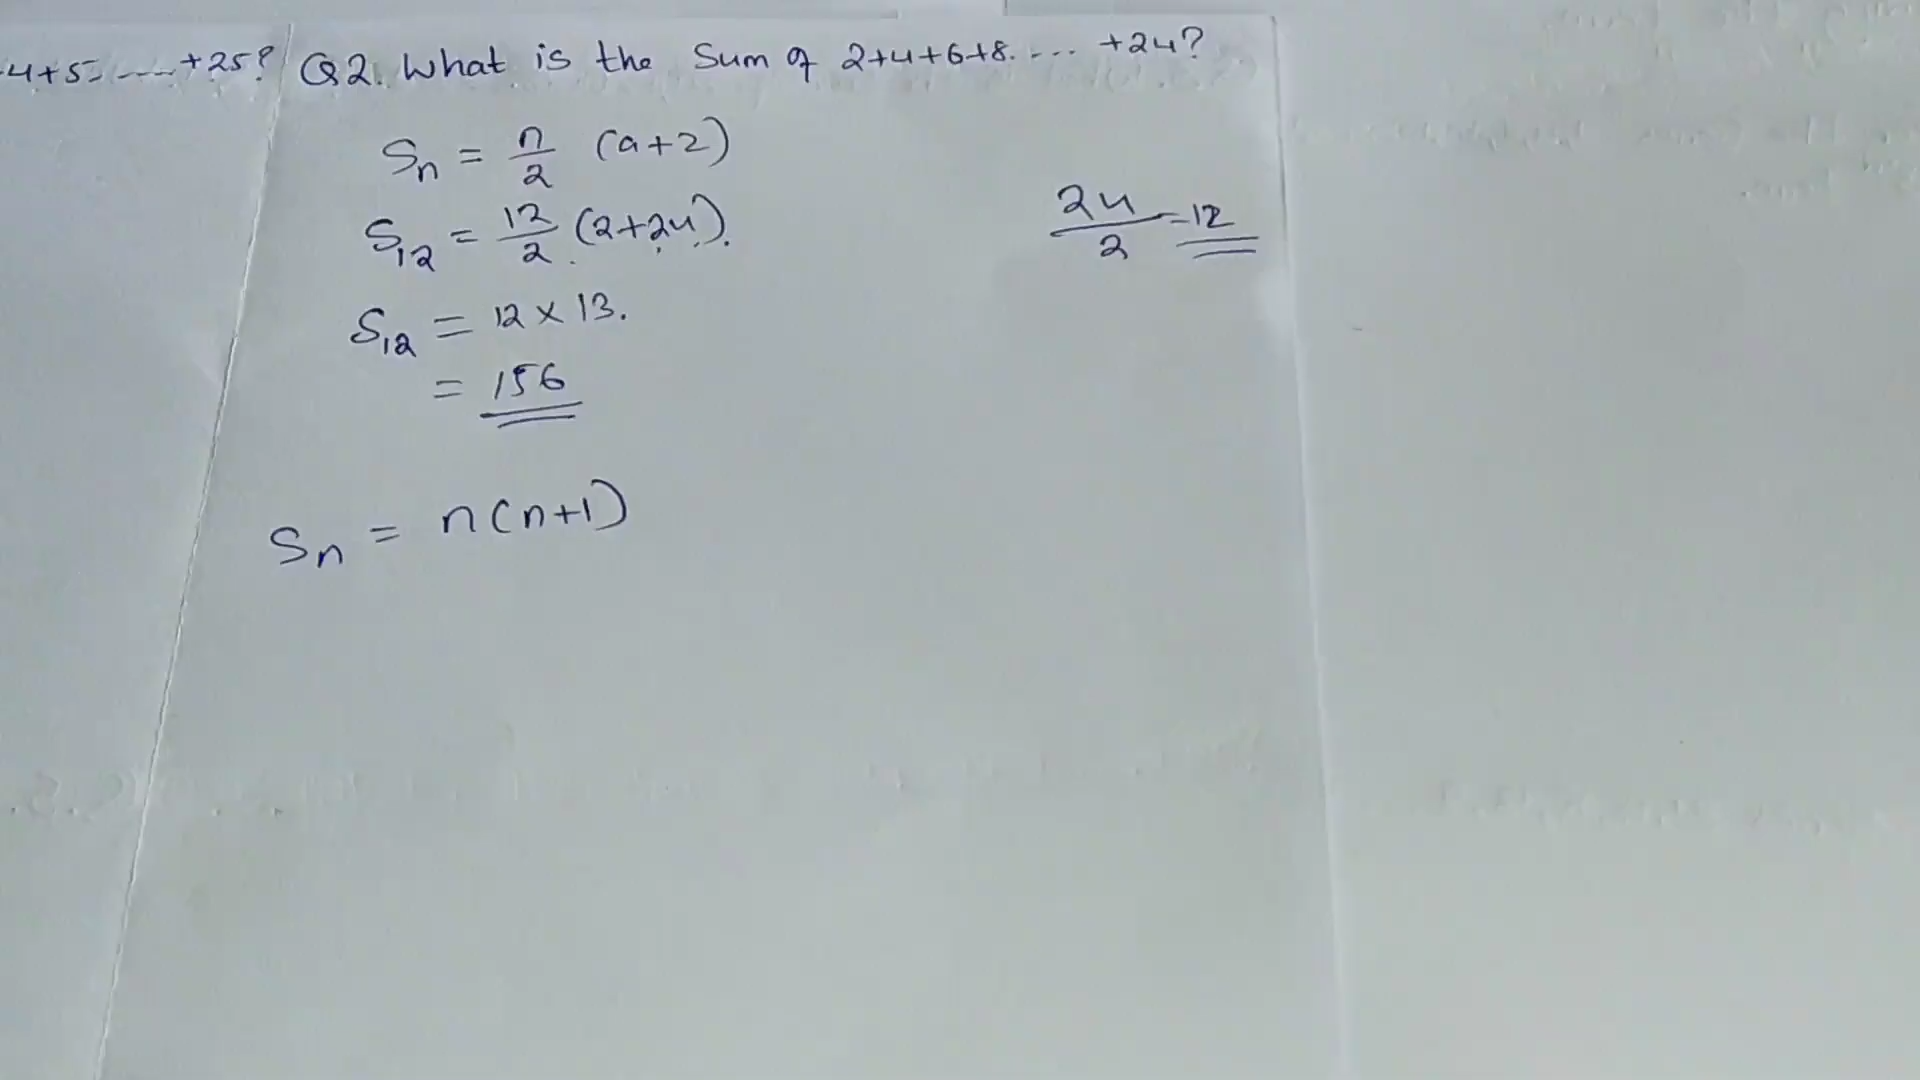 4+5- ---- +25? Q2. What is the Sum of 2+4+6+8. --- +24?
Sn = n/2 (a+2)
24/2 = 12
S12 = 12/2 (2+24).
S12 = 12 x 13.
= 156
Sn = n(n+1)